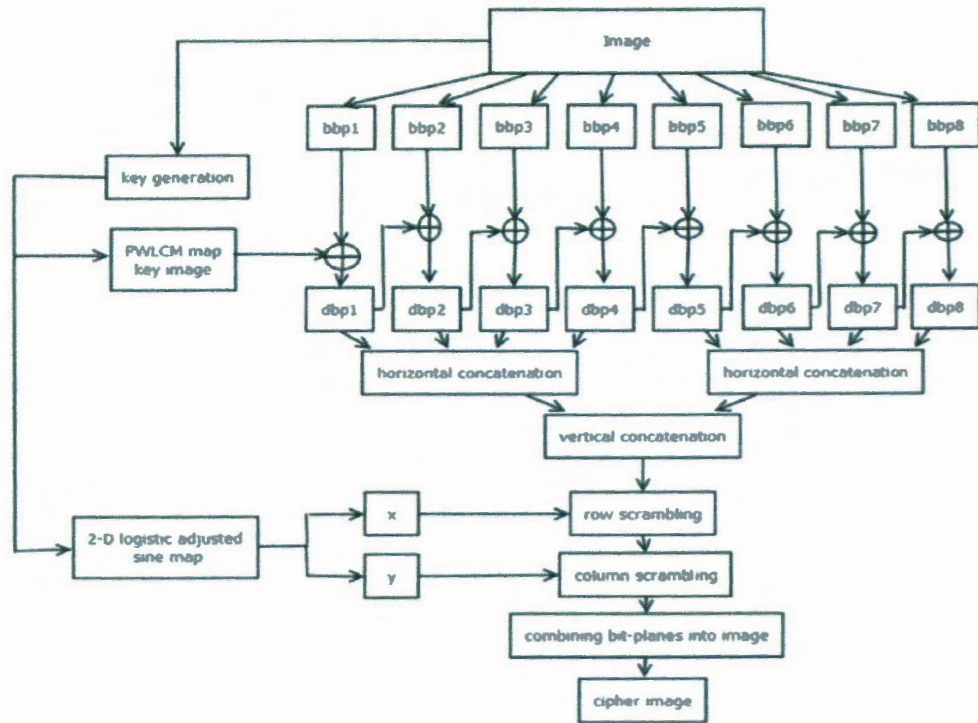 Image
bbp1
bbp2
bbp3
bbp4
bbp5
bbp6
bbp7
bbp8
key generation
PWLCM map
key image
dbp1
dbp2
dbp3
dbp4
dbp5
dbp6
dbp7
dbp8
horizontal concatenation
horizontal concatenation
vertical concatenation
x
row scrambling
2-D logistic adjusted
sine map
y
column scrambling
combining bit-planes into image
cipher image